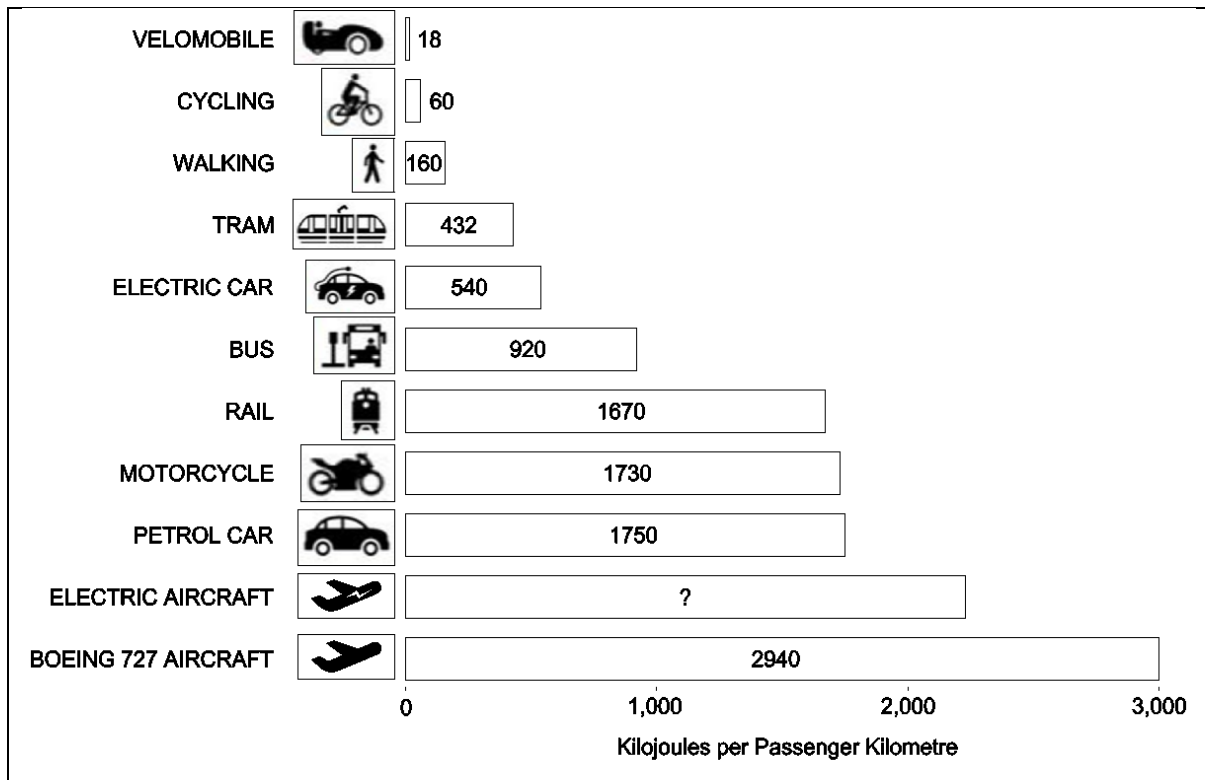 VELOMOBILE 18
CYCLING 60
WALKING 160
TRAM 432
ELECTRIC CAR 540
BUS 920
RAIL 1670
MOTORCYCLE 1730
PETROL CAR 1750
ELECTRIC AIRCRAFT ?
BOEING 727 AIRCRAFT 2940
0 1,000 2,000 3,000
Kilojoules per Passenger Kilometre